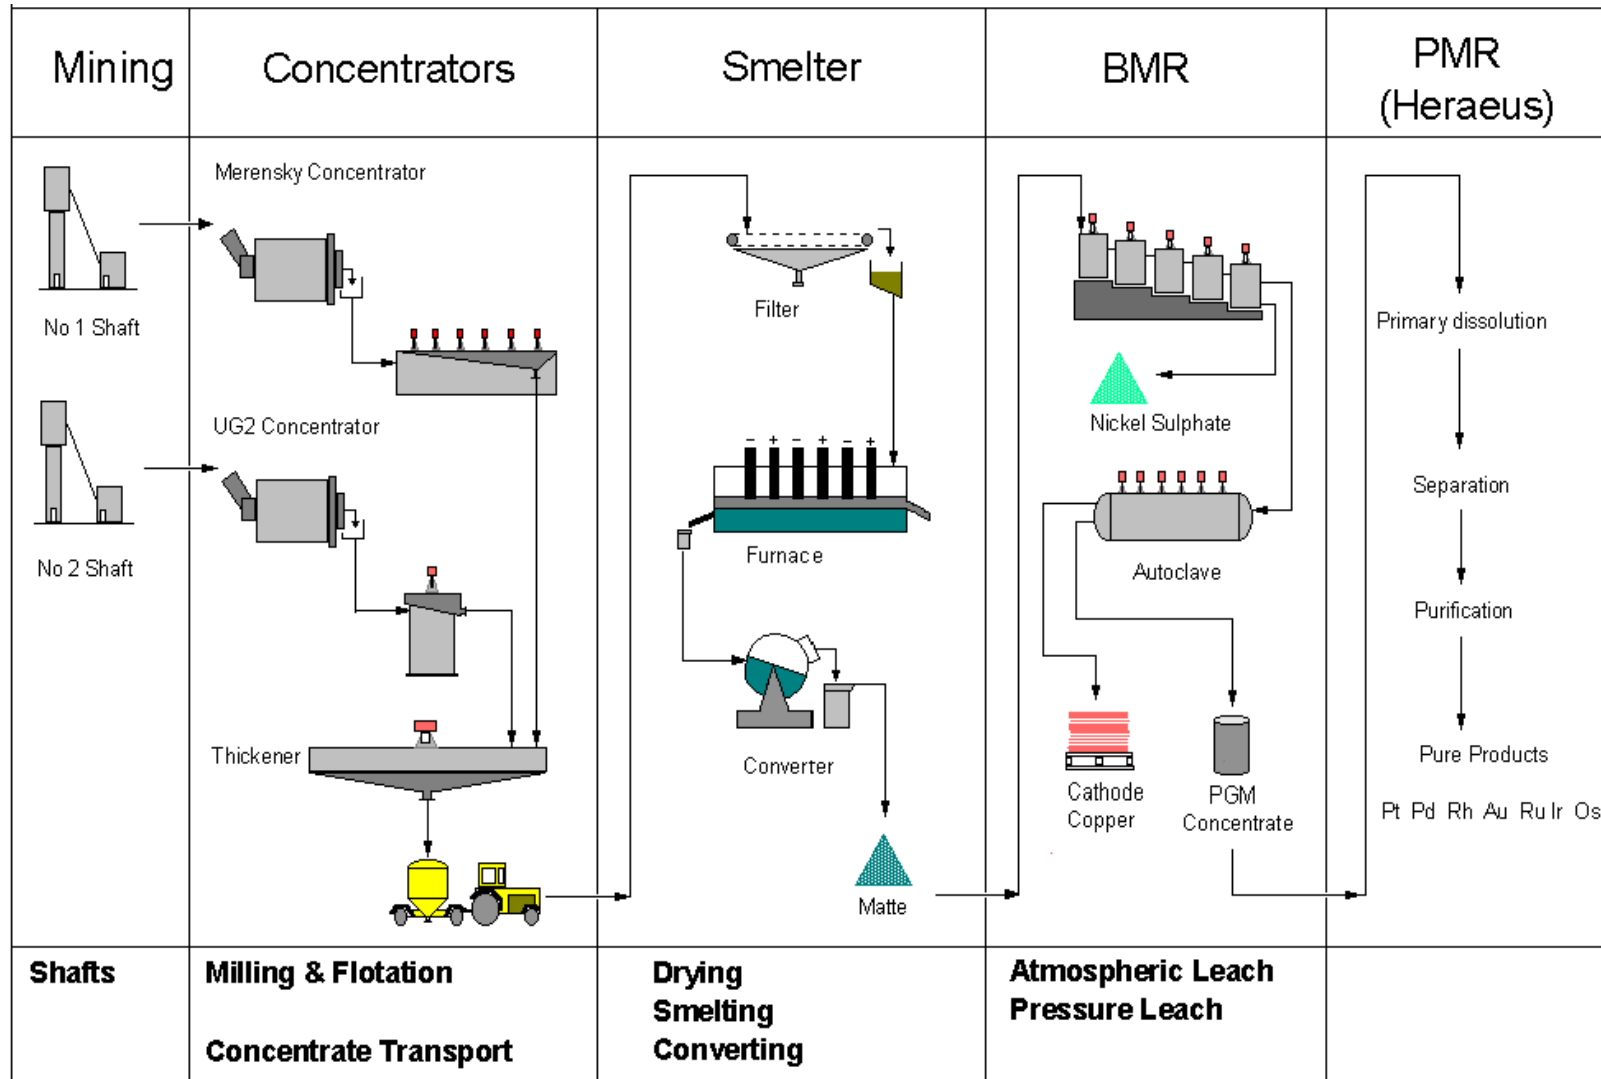 Mining
Concentrators
Smelter
BMR
PMR
(Heraeus)
Merensky Concentrator
No 1 Shaft
UG2 Concentrator
No 2 Shaft
Thickener
Filter
− + − + − +
Furnace
Converter
Matte
Nickel Sulphate
Autoclave
Cathode
Copper
PGM
Concentrate
Primary dissolution
Separation
Purification
Pure Products
Pt Pd Rh Au Ru Ir Os
Shafts
Milling & Flotation
Concentrate Transport
Drying
Smelting
Converting
Atmospheric Leach
Pressure Leach